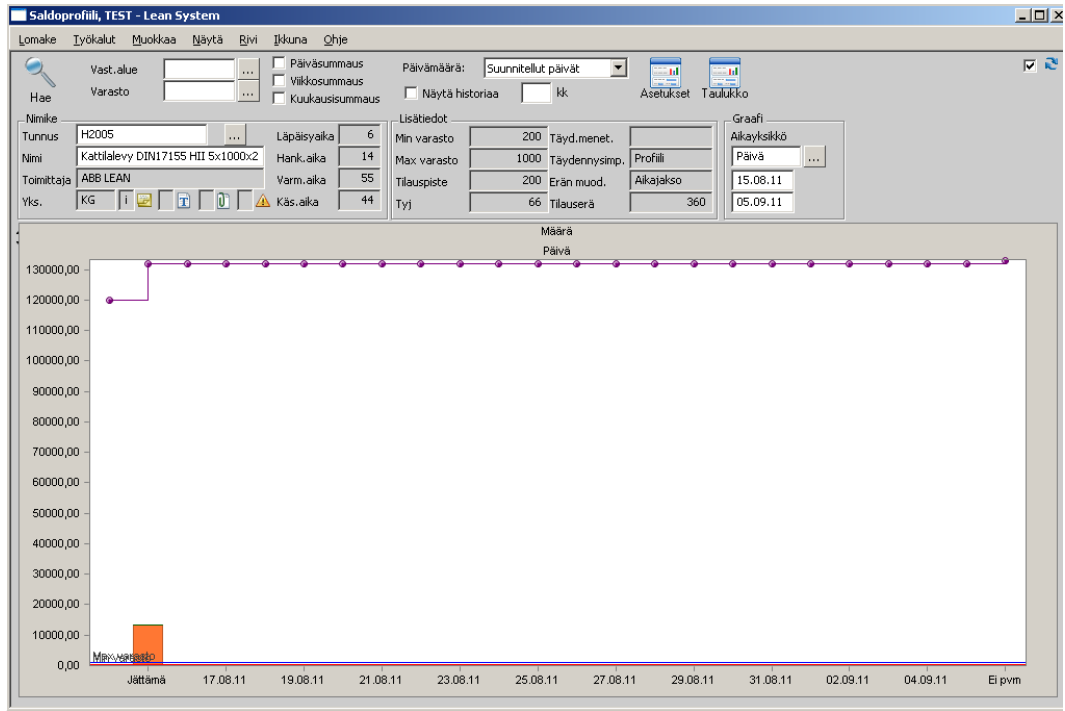 Saldoprofiili, TEST - Lean System
Lomake Työkalut Muokkaa Näytä Rivi Ikkuna Ohje
Hae
Vast.alue ...
Varasto ...
Päiväsummaus
Viikkosummaus
Kuukausisummaus
Päivämäärä: Suunnitellut päivät
Näytä historiaa kk
Asetukset Taulukko
Nimike
Tunnus H2005 ... Läpäisyaika 6
Nimi Kattilalevy DIN17155 HII 5x1000x2 Hank.aika 14
Toimittaja ABB LEAN Varm.aika 55
Yks. KG i T Käs.aika 44
Lisätiedot
Min varasto 200 Täyd.menet.
Max varasto 1000 Täydennysimp. Profiili
Tilauspiste 200 Erän muod. Aikajakso
Tyj 66 Tilauserä 360
Graafi
Aikayksikkö
Päivä ...
15.08.11
05.09.11
Määrä
Päivä
130000,00
120000,00
110000,00
100000,00
90000,00
80000,00
70000,00
60000,00
50000,00
40000,00
30000,00
20000,00
10000,00
0,00
Max varasto
Min varasto
Jättämä 17.08.11 19.08.11 21.08.11 23.08.11 25.08.11 27.08.11 29.08.11 31.08.11 02.09.11 04.09.11 Ei pvm